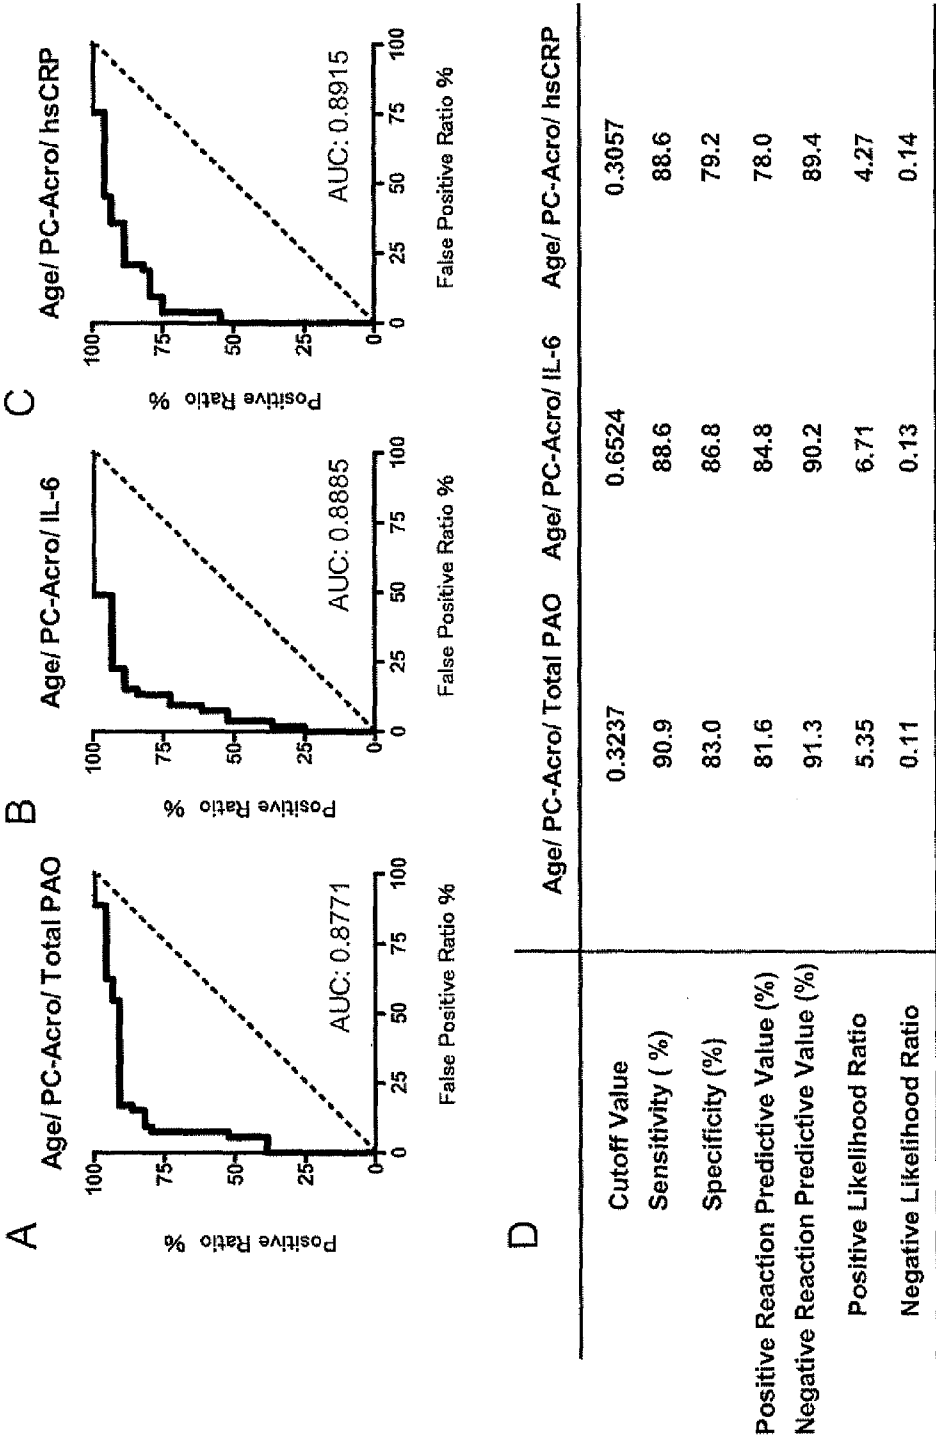 A
Age/ PC-Acro/ Total PAO
Positive Ratio %
100
75
50
25
0
0 25 50 75 100
AUC: 0.8771
False Positive Ratio %
B
Age/ PC-Acro/ IL-6
Positive Ratio %
100
75
50
25
0
0 25 50 75 100
AUC: 0.8885
False Positive Ratio %
C
Age/ PC-Acro/ hsCRP
Positive Ratio %
100
75
50
25
0
0 25 50 75 100
AUC: 0.8915
False Positive Ratio %
D
Age/ PC-Acro/ Total PAO Age/ PC-Acro/ IL-6 Age/ PC-Acro/ hsCRP
Cutoff Value 0.3237 0.6524 0.3057
Sensitivity ( %) 90.9 88.6 88.6
Specificity (%) 83.0 86.8 79.2
Positive Reaction Predictive Value (%) 81.6 84.8 78.0
Negative Reaction Predictive Value (%) 91.3 90.2 89.4
Positive Likelihood Ratio 5.35 6.71 4.27
Negative Likelihood Ratio 0.11 0.13 0.14